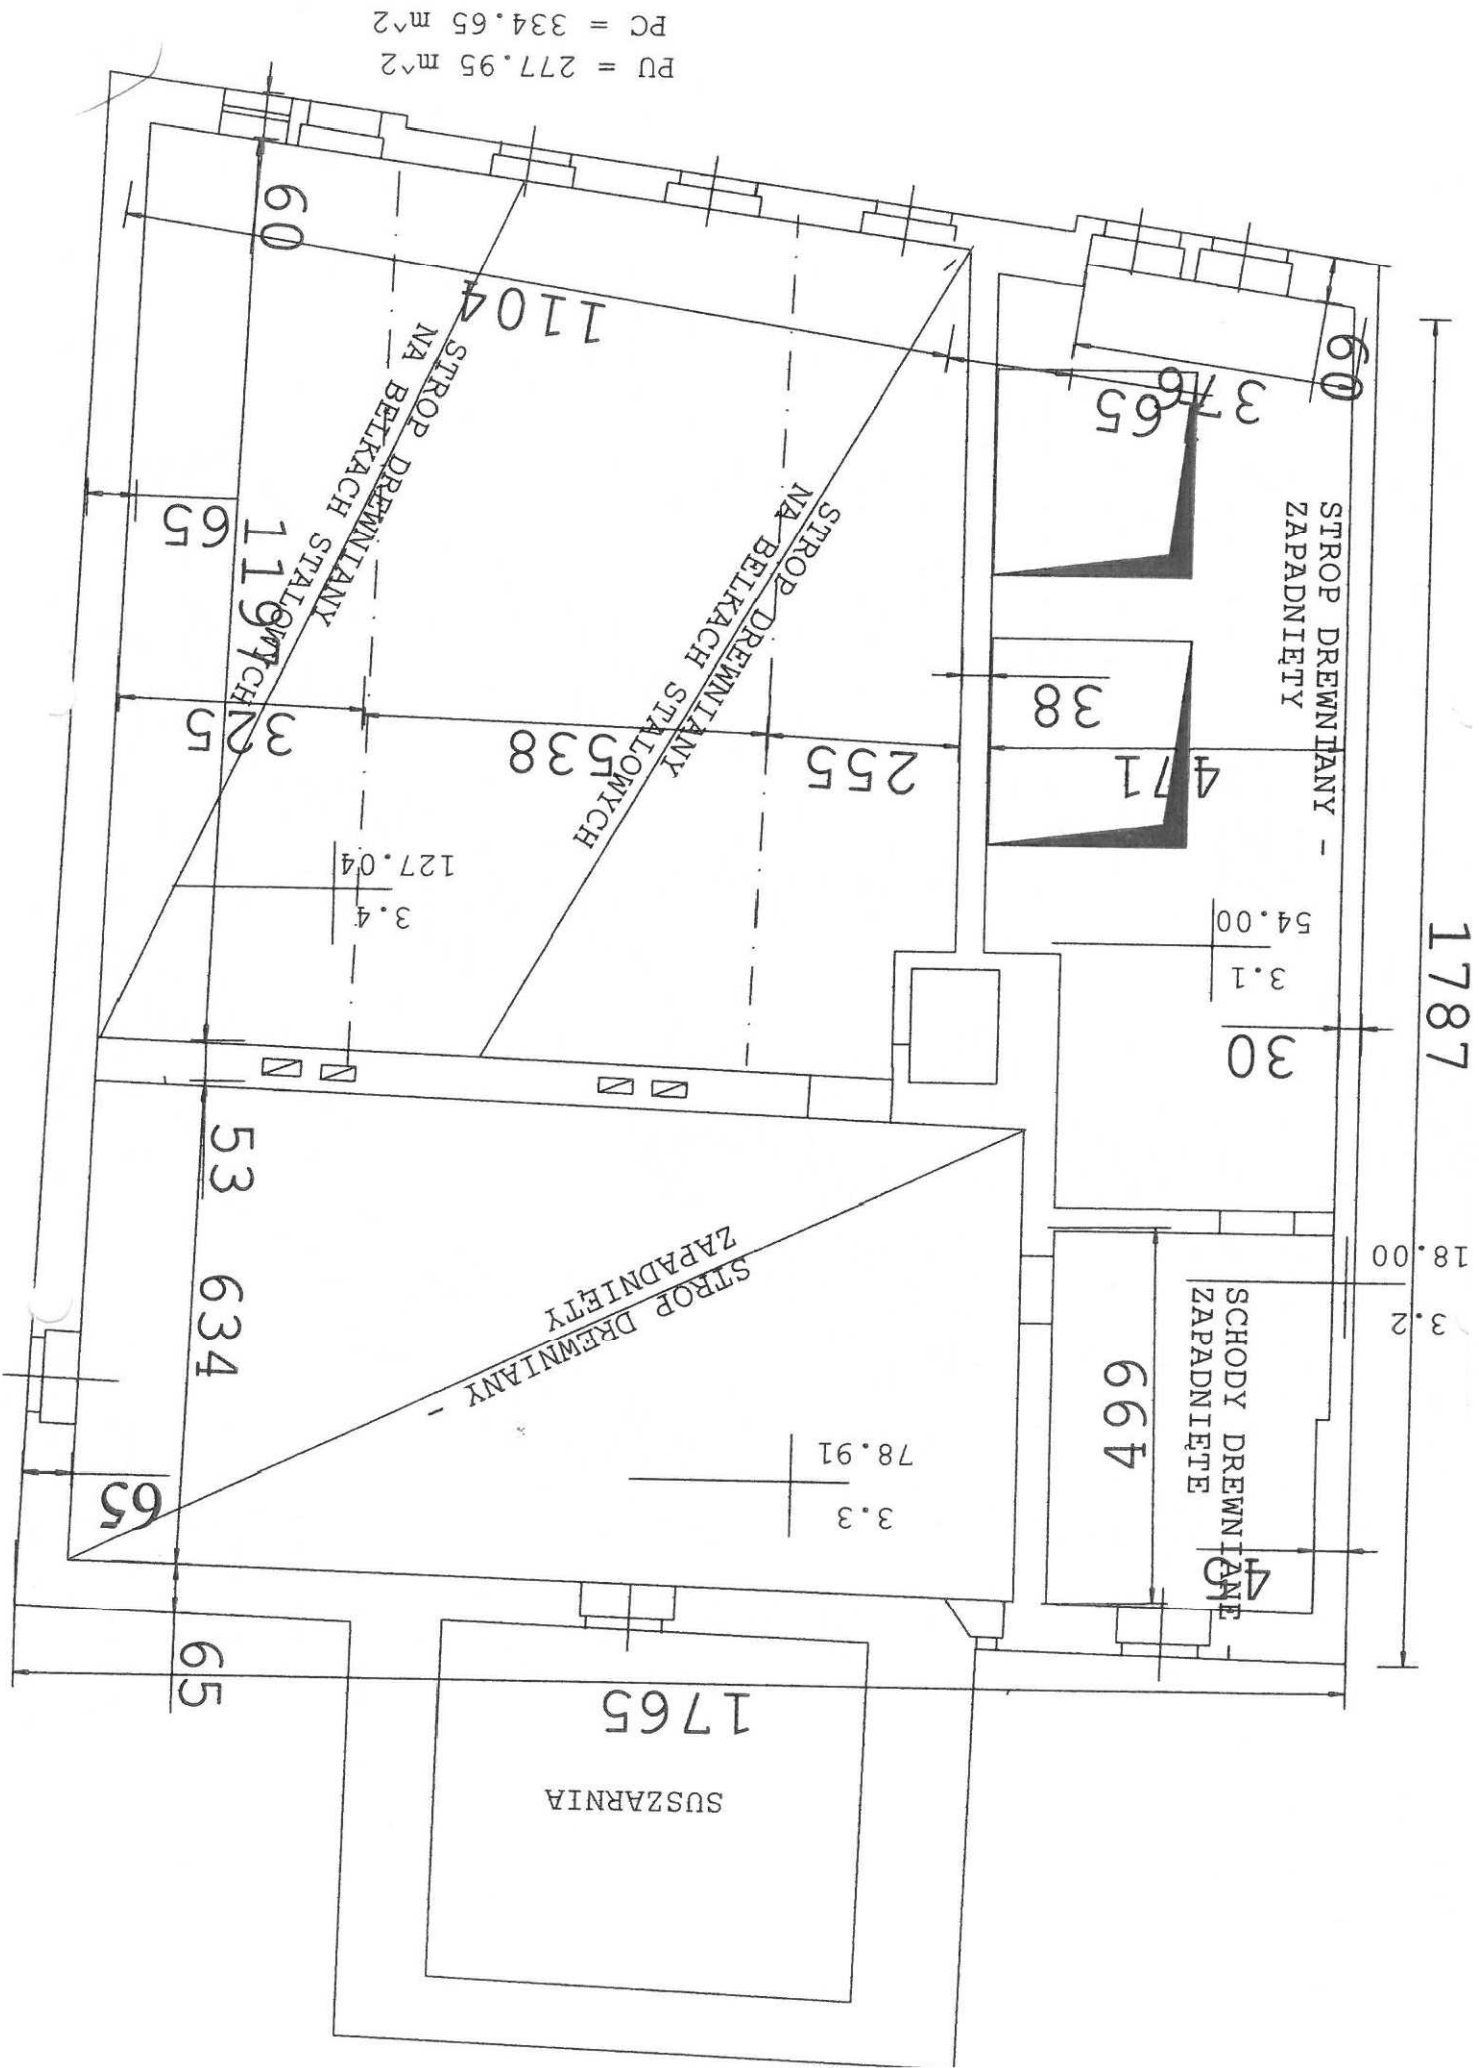 PU = 277.95 m^2
PC = 334.65 m^2
60
1104
65
376
60
STROP DREWNIANY
NA BELKACH STALOWYCH
STROP DREWNIANY
NA BELKACH STALOWYCH
STROP DREWNIANY -
ZAPADNIĘTY
65
1197
325
538
255
38
471
3.4
127.04
3.1
54.00
1787
30
53
634
STROP DREWNIANY -
ZAPADNIĘTY
3.2
18.00
SCHODY DREWNIANE
ZAPADNIĘTE
499
3.3
78.91
65
45
65
1765
SUSZARNIA